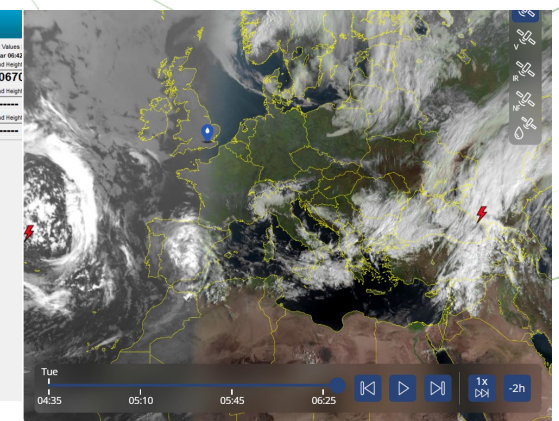 Values
ar 06:42
d Height
0670
d Height
-----
d Height
-----
V
IR
NF
Tue
04:35
05:10
05:45
06:25
1x
-2h